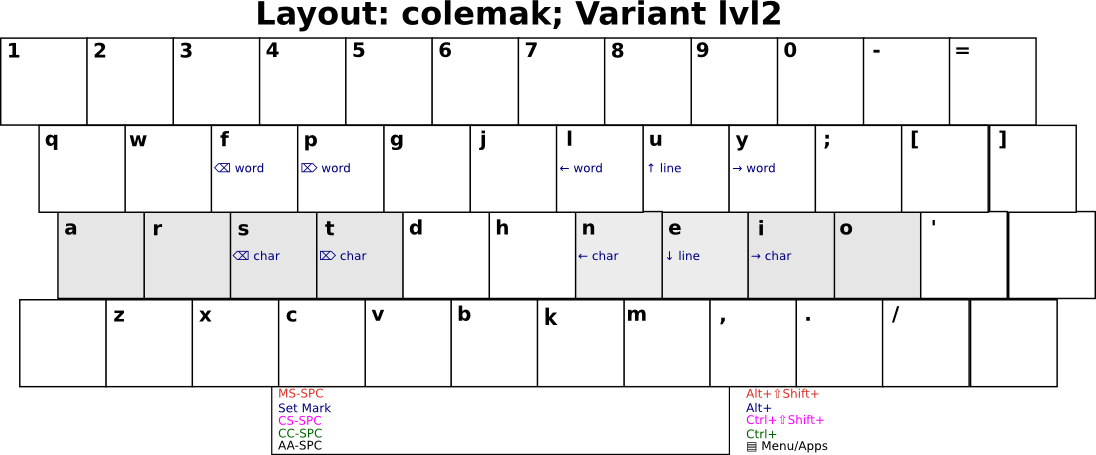 Layout: colemak; Variant lvl2
1 2 3 4 5 6 7 8 9 0 - =
q w f p g j l u y ; [ ]
⌫ word ⌦ word ← word ↑ line → word
a r s t d h n e i o '
⌫ char ⌦ char ← char ↓ line → char
z x c v b k m , . /
MS-SPC Alt+⇧Shift+
Set Mark Alt+
CS-SPC Ctrl+⇧Shift+
CC-SPC Ctrl+
AA-SPC ▤ Menu/Apps